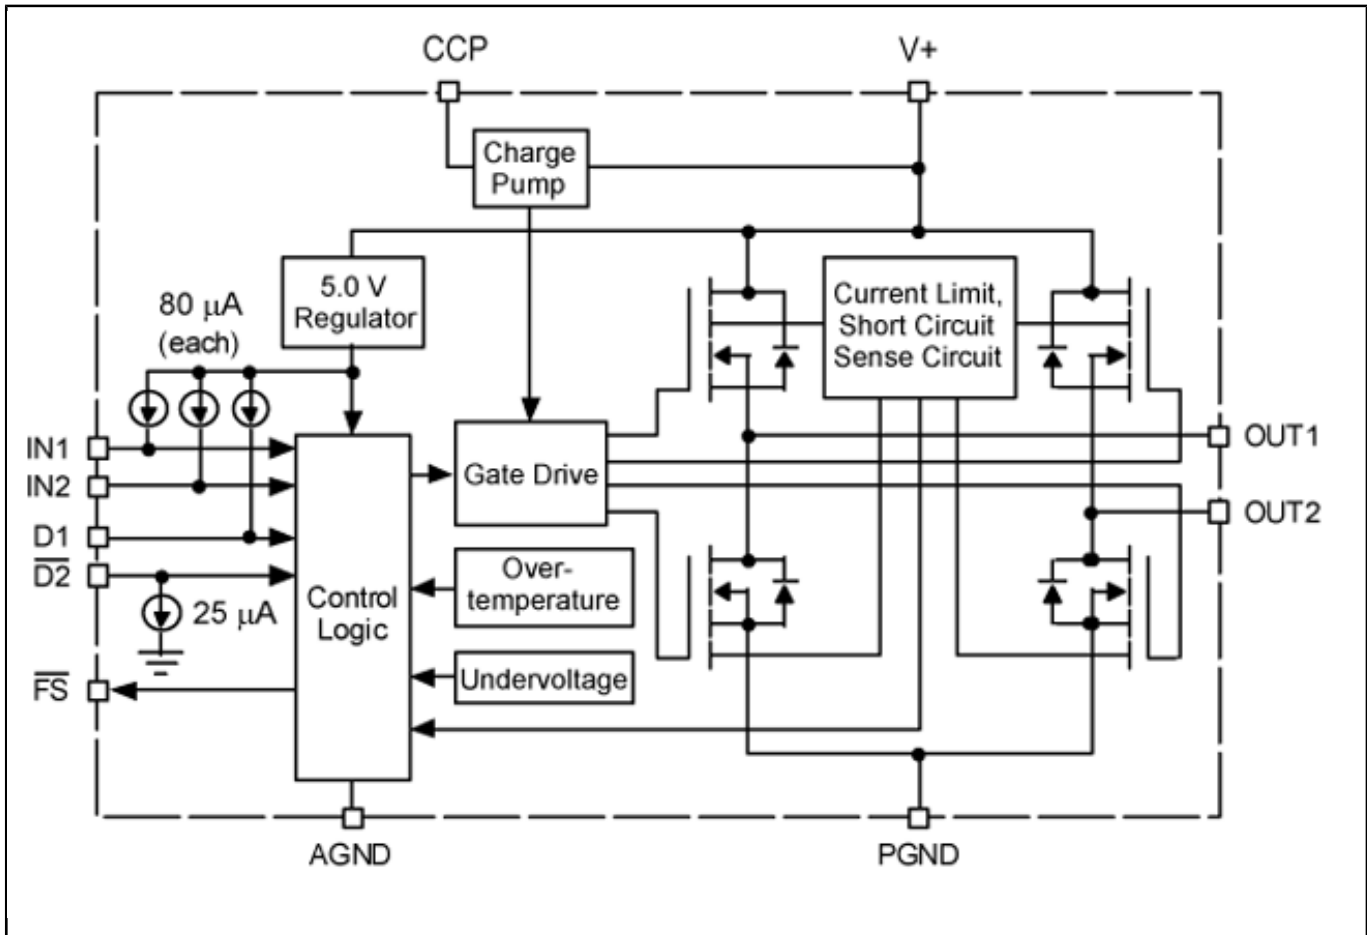 CCP
V+
Charge
Pump
5.0 V
Regulator
80 μA
(each)
Current Limit,
Short Circuit
Sense Circuit
IN1
IN2
D1
D2
FS
Gate Drive
OUT1
OUT2
Over-
temperature
Control
Logic
25 μA
Undervoltage
AGND
PGND